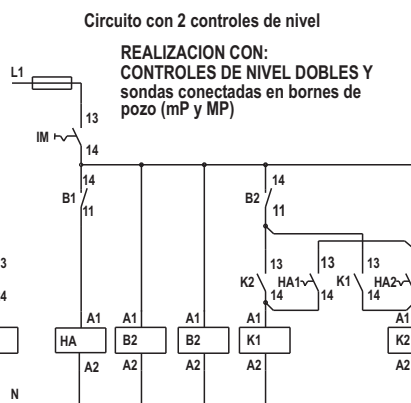 Circuito con 2 controles de nivel
REALIZACION CON:
CONTROLES DE NIVEL DOBLES Y
sondas conectadas en bornes de
pozo (mP y MP)
L1
13
IM
14
14
B1
11
14
B2
11
3
4
13
K2
14
13
HA1
14
13
K1
14
HA2
A1
HA
A2
A1
B2
A2
A1
B2
A2
A1
K1
A2
A1
K2
A2
N